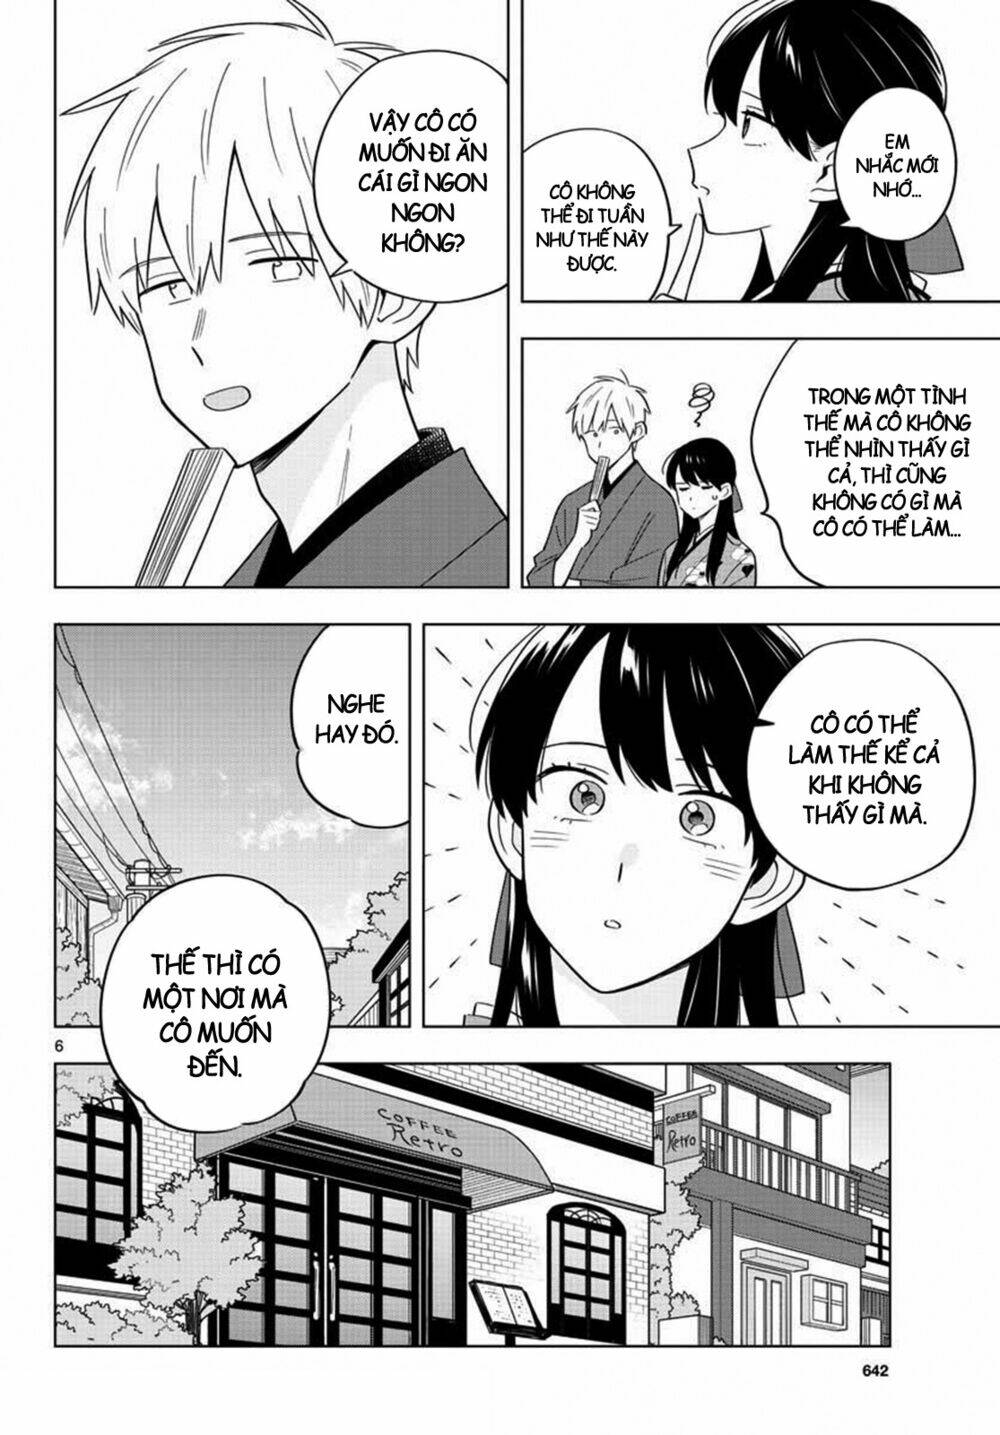 EM
NHẮC MỚI
NHỚ...
CÔ KHÔNG
THỂ ĐI TUẦN
NHƯ THẾ NÀY
ĐƯỢC.
VẬY CÔ CÓ
MUỐN ĐI ĂN
CÁI GÌ NGON
NGON
KHÔNG?
TRONG MỘT TÌNH
THẾ MÀ CÔ KHÔNG
THỂ NHÌN THẤY GÌ
CẢ, THÌ CŨNG
KHÔNG CÓ GÌ MÀ
CÔ CÓ THỂ LÀM...
CÔ CÓ THỂ
LÀM THẾ KỂ CẢ
KHI KHÔNG
THẤY GÌ MÀ.
NGHE
HAY ĐÓ.
THẾ THÌ CÓ
MỘT NƠI MÀ
CÔ MUỐN
ĐẾN.
6
COFFEE
Retro
COFFEE
Retro
642